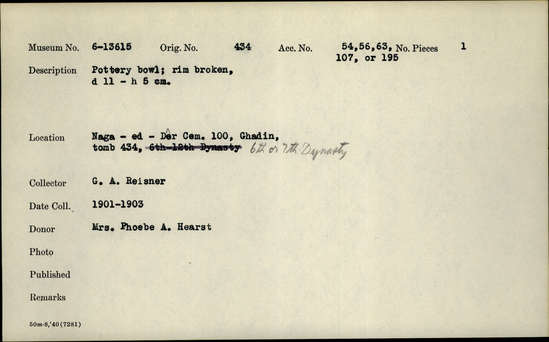 Museum No. 6-13615 Orig. No. 434 Acc. No. 54,56,63, No. Pieces 1
107, or 195
Description Pottery bowl; rim broken,
d 11 - h 5 cm.
Location Naga - ed - Dêr Cem. 100, Ghadin,
tomb 434, 6th-12th Dynasty 6th or 7th Dynasty
Collector G. A. Reisner
Date Coll. 1901-1903
Donor Mrs. Phoebe A. Hearst
Photo
Published
Remarks
50m-8,'40(7281)